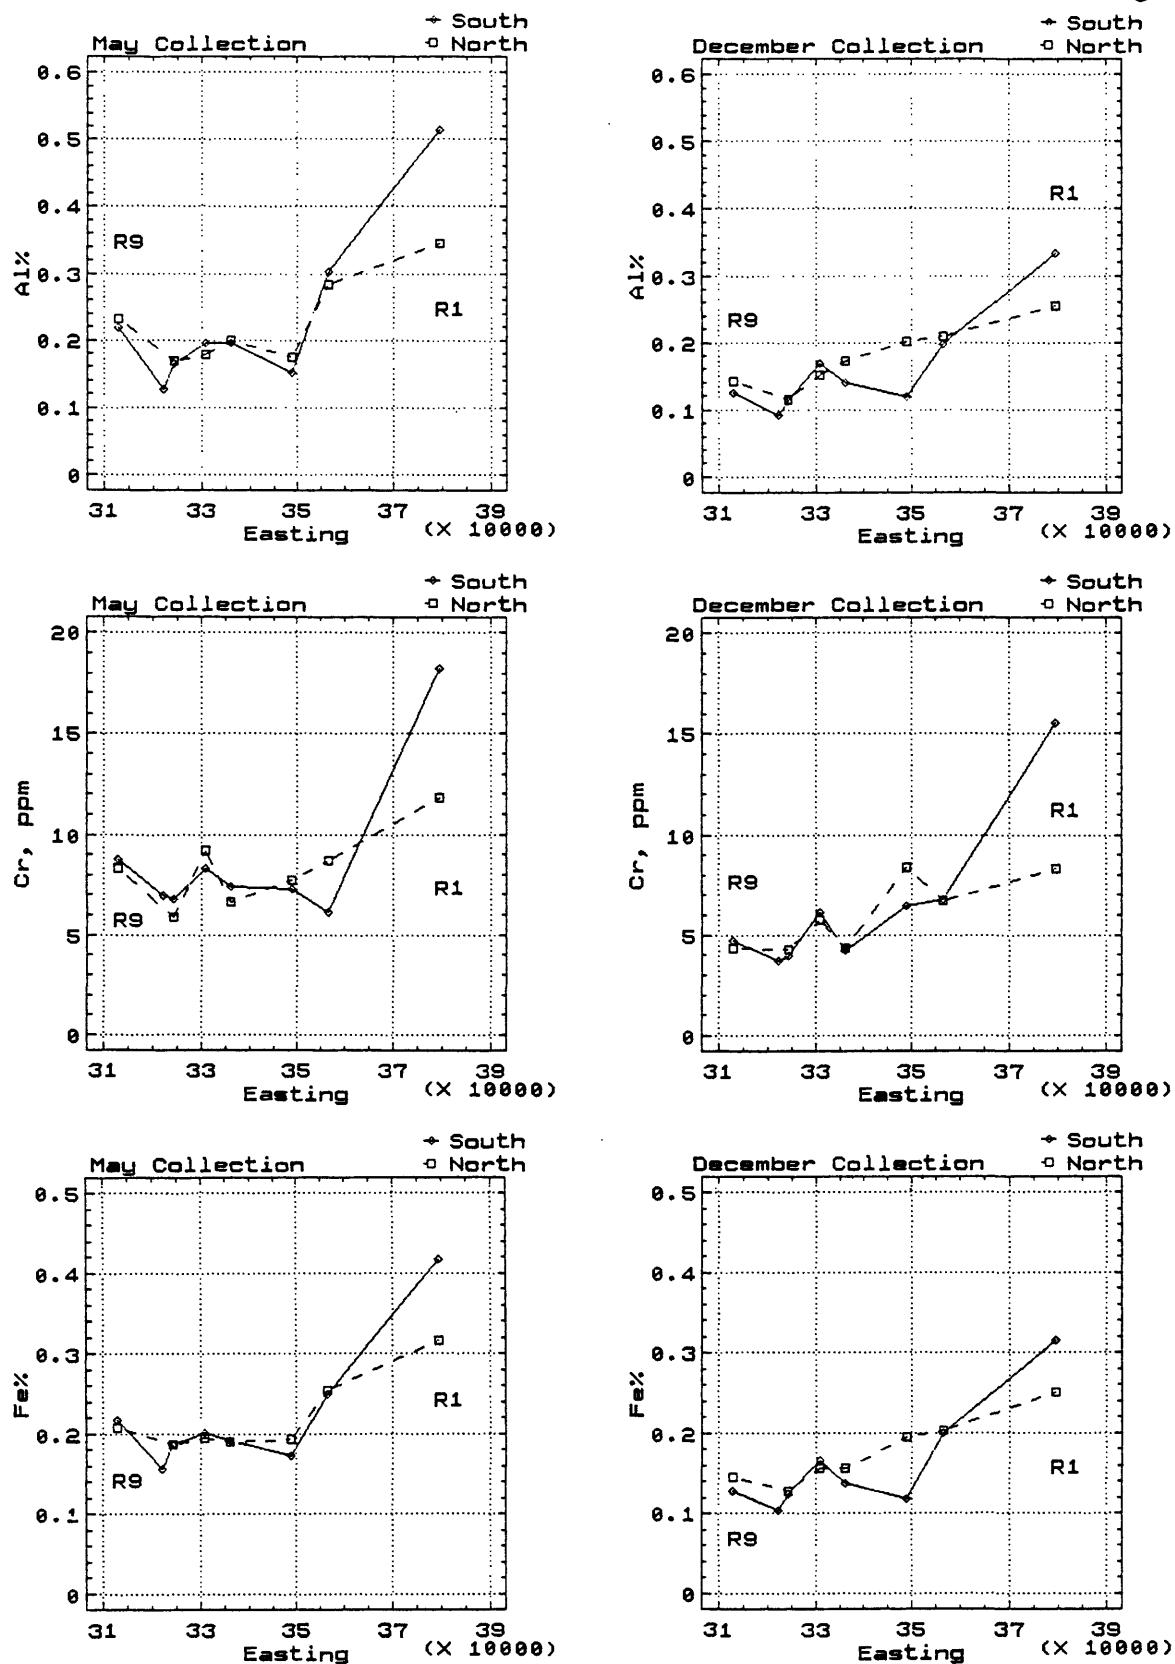 South
May Collection North
0.6
0.5
0.4
0.3
0.2
0.1
0
Al%
R9
R1
31 33 35 37 39
Easting (X 10000)
South
December Collection North
0.6
0.5
0.4
0.3
0.2
0.1
0
Al%
R9
R1
31 33 35 37 39
Easting (X 10000)
South
May Collection North
20
15
10
5
0
Cr, ppm
R9
R1
31 33 35 37 39
Easting (X 10000)
South
December Collection North
20
15
10
5
0
Cr, ppm
R9
R1
31 33 35 37 39
Easting (X 10000)
South
May Collection North
0.5
0.4
0.3
0.2
0.1
0
Fe%
R9
R1
31 33 35 37 39
Easting (X 10000)
South
December Collection North
0.5
0.4
0.3
0.2
0.1
0
Fe%
R9
R1
31 33 35 37 39
Easting (X 10000)